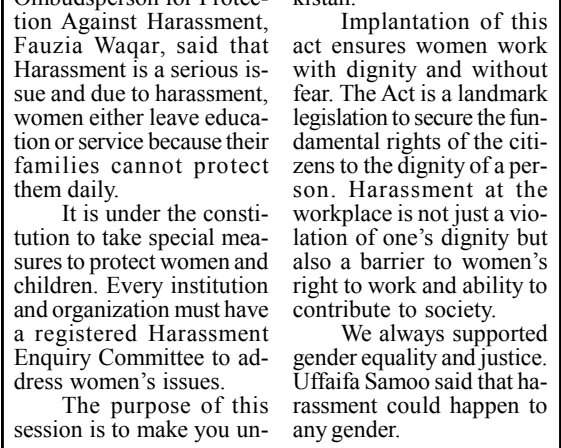 Ombudsperson for Protec-
tion Against Harassment,
Fauzia Waqar, said that
Harassment is a serious is-
sue and due to harassment,
women either leave educa-
tion or service because their
families cannot protect
them daily.
It is under the consti-
tution to take special mea-
sures to protect women and
children. Every institution
and organization must have
a registered Harassment
Enquiry Committee to ad-
dress women's issues.
The purpose of this
session is to make you un-
kistan.
Implantation of this
act ensures women work
with dignity and without
fear. The Act is a landmark
legislation to secure the fun-
damental rights of the citi-
zens to the dignity of a per-
son. Harassment at the
workplace is not just a vio-
lation of one's dignity but
also a barrier to women's
right to work and ability to
contribute to society.
We always supported
gender equality and justice.
Uffaifa Samoo said that ha-
rassment could happen to
any gender.